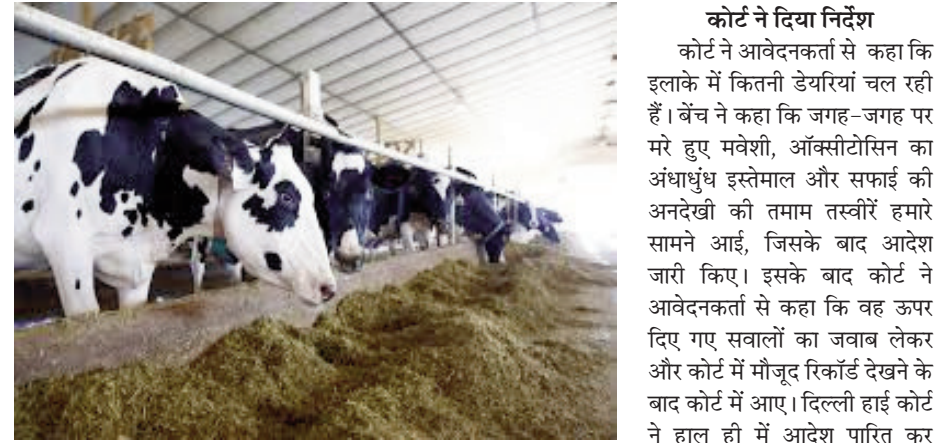 कोर्ट ने दिया निर्देश
कोर्ट ने आवेदनकर्ता से कहा कि
इलाके में कितनी डेयरियां चल रही
हैं। बेंच ने कहा कि जगह-जगह पर
मरे हुए मवेशी, ऑक्सीटोसिन का
अंधाधुंध इस्तेमाल और सफाई की
अनदेखी की तमाम तस्वीरें हमारे
सामने आई, जिसके बाद आदेश
जारी किए। इसके बाद कोर्ट ने
आवेदनकर्ता से कहा कि वह ऊपर
दिए गए सवालों का जवाब लेकर
और कोर्ट में मौजूद रिकॉर्ड देखने के
बाद कोर्ट में आए। दिल्ली हाई कोर्ट
ने हाल ही में आदेश पारित कर